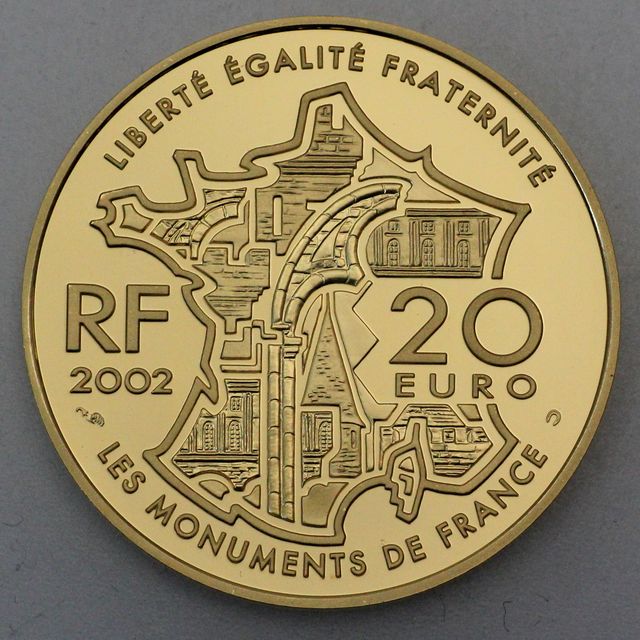 LIBERTÉ ÉGALITÉ FRATERNITÉ
RF
2002
20
EURO
LES MONUMENTS DE FRANCE